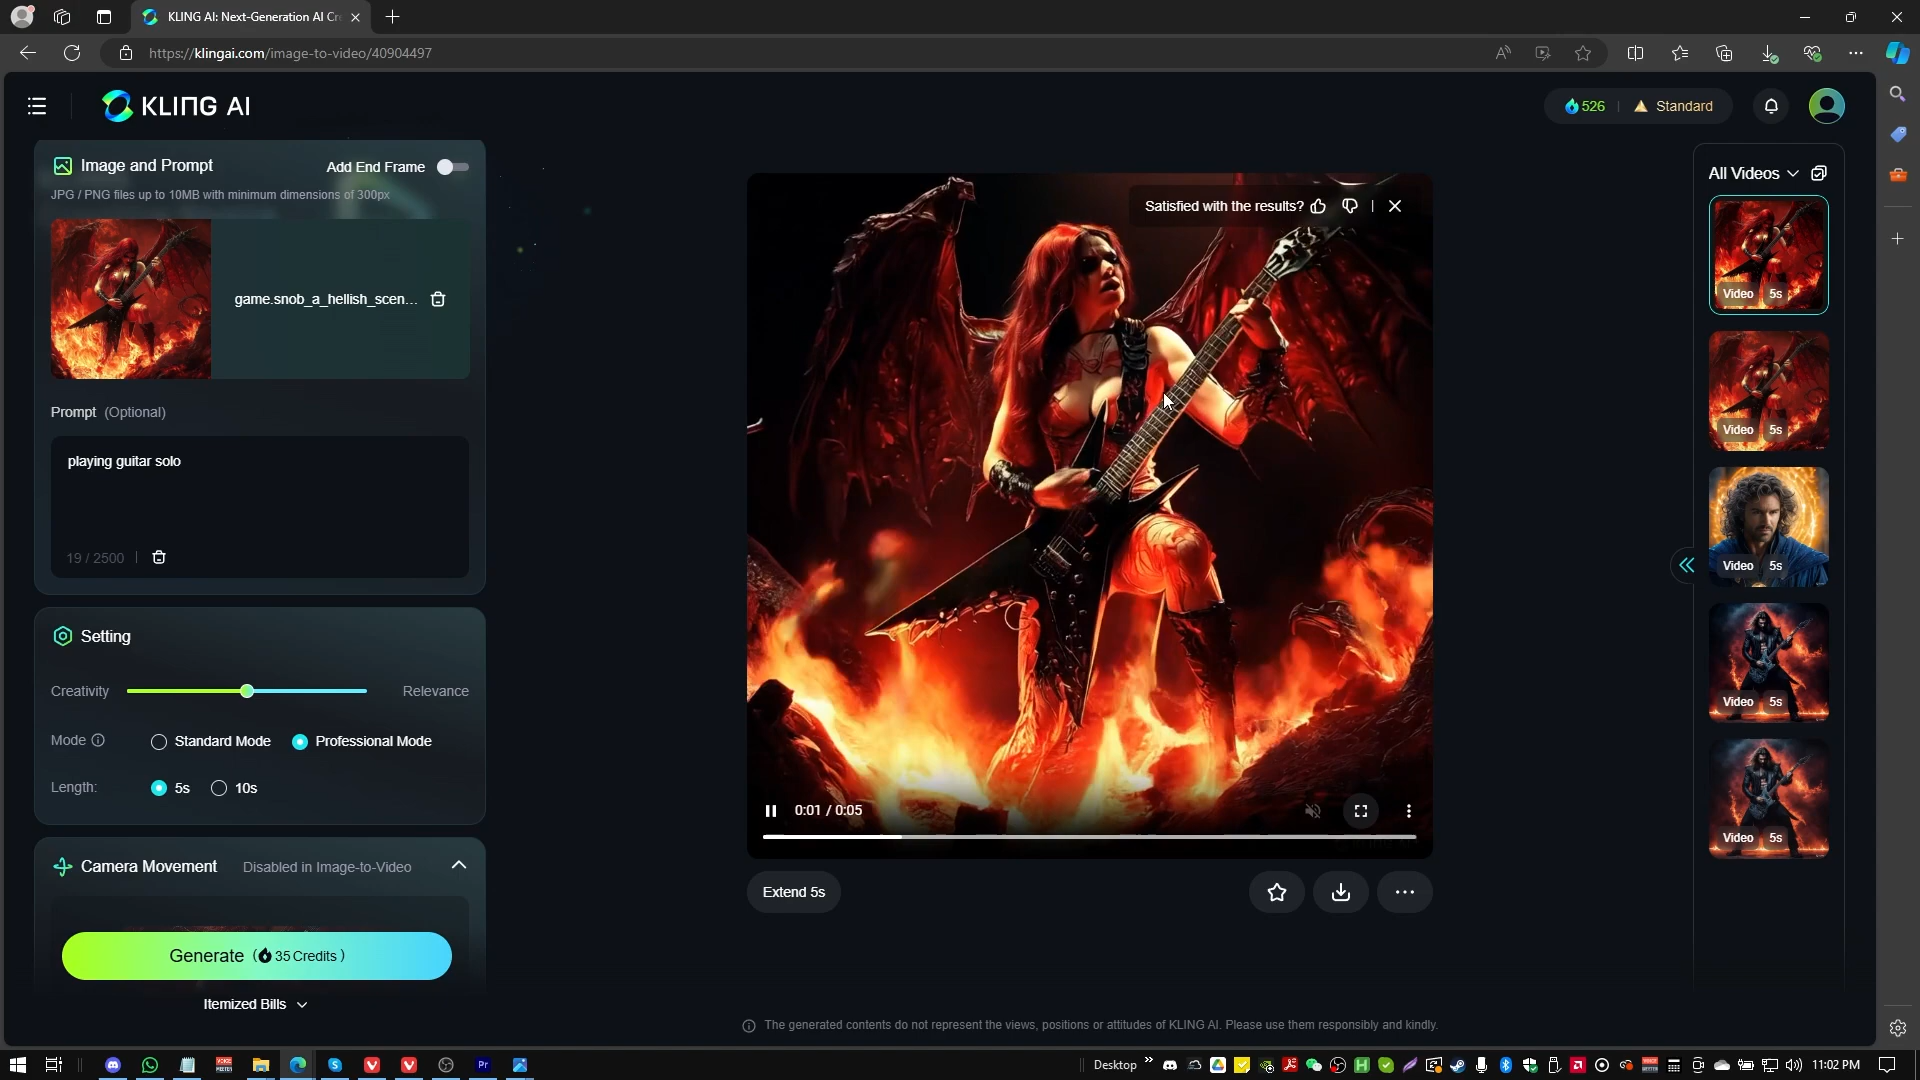 KLING AI: Next-Generation AI Cr
https://klingai.com/image-to-video/40904497
KLING AI
526
Standard
Image and Prompt
Add End Frame
JPG / PNG files up to 10MB with minimum dimensions of 300px
game.snob_a_hellish_scen...
Prompt (Optional)
playing guitar solo
19 / 2500
Setting
Creativity
Relevance
Mode
Standard Mode
Professional Mode
Length:
5s
10s
Camera Movement
Disabled in Image-to-Video
Generate ( 35 Credits )
Itemized Bills
Satisfied with the results?
0:01 / 0:05
Extend 5s
The generated contents do not represent the views, positions or attitudes of KLING AI. Please use them responsibly and kindly.
All Videos
Video 5s
Video 5s
Video 5s
Video 5s
Video 5s
Pr
Desktop
11:02 PM